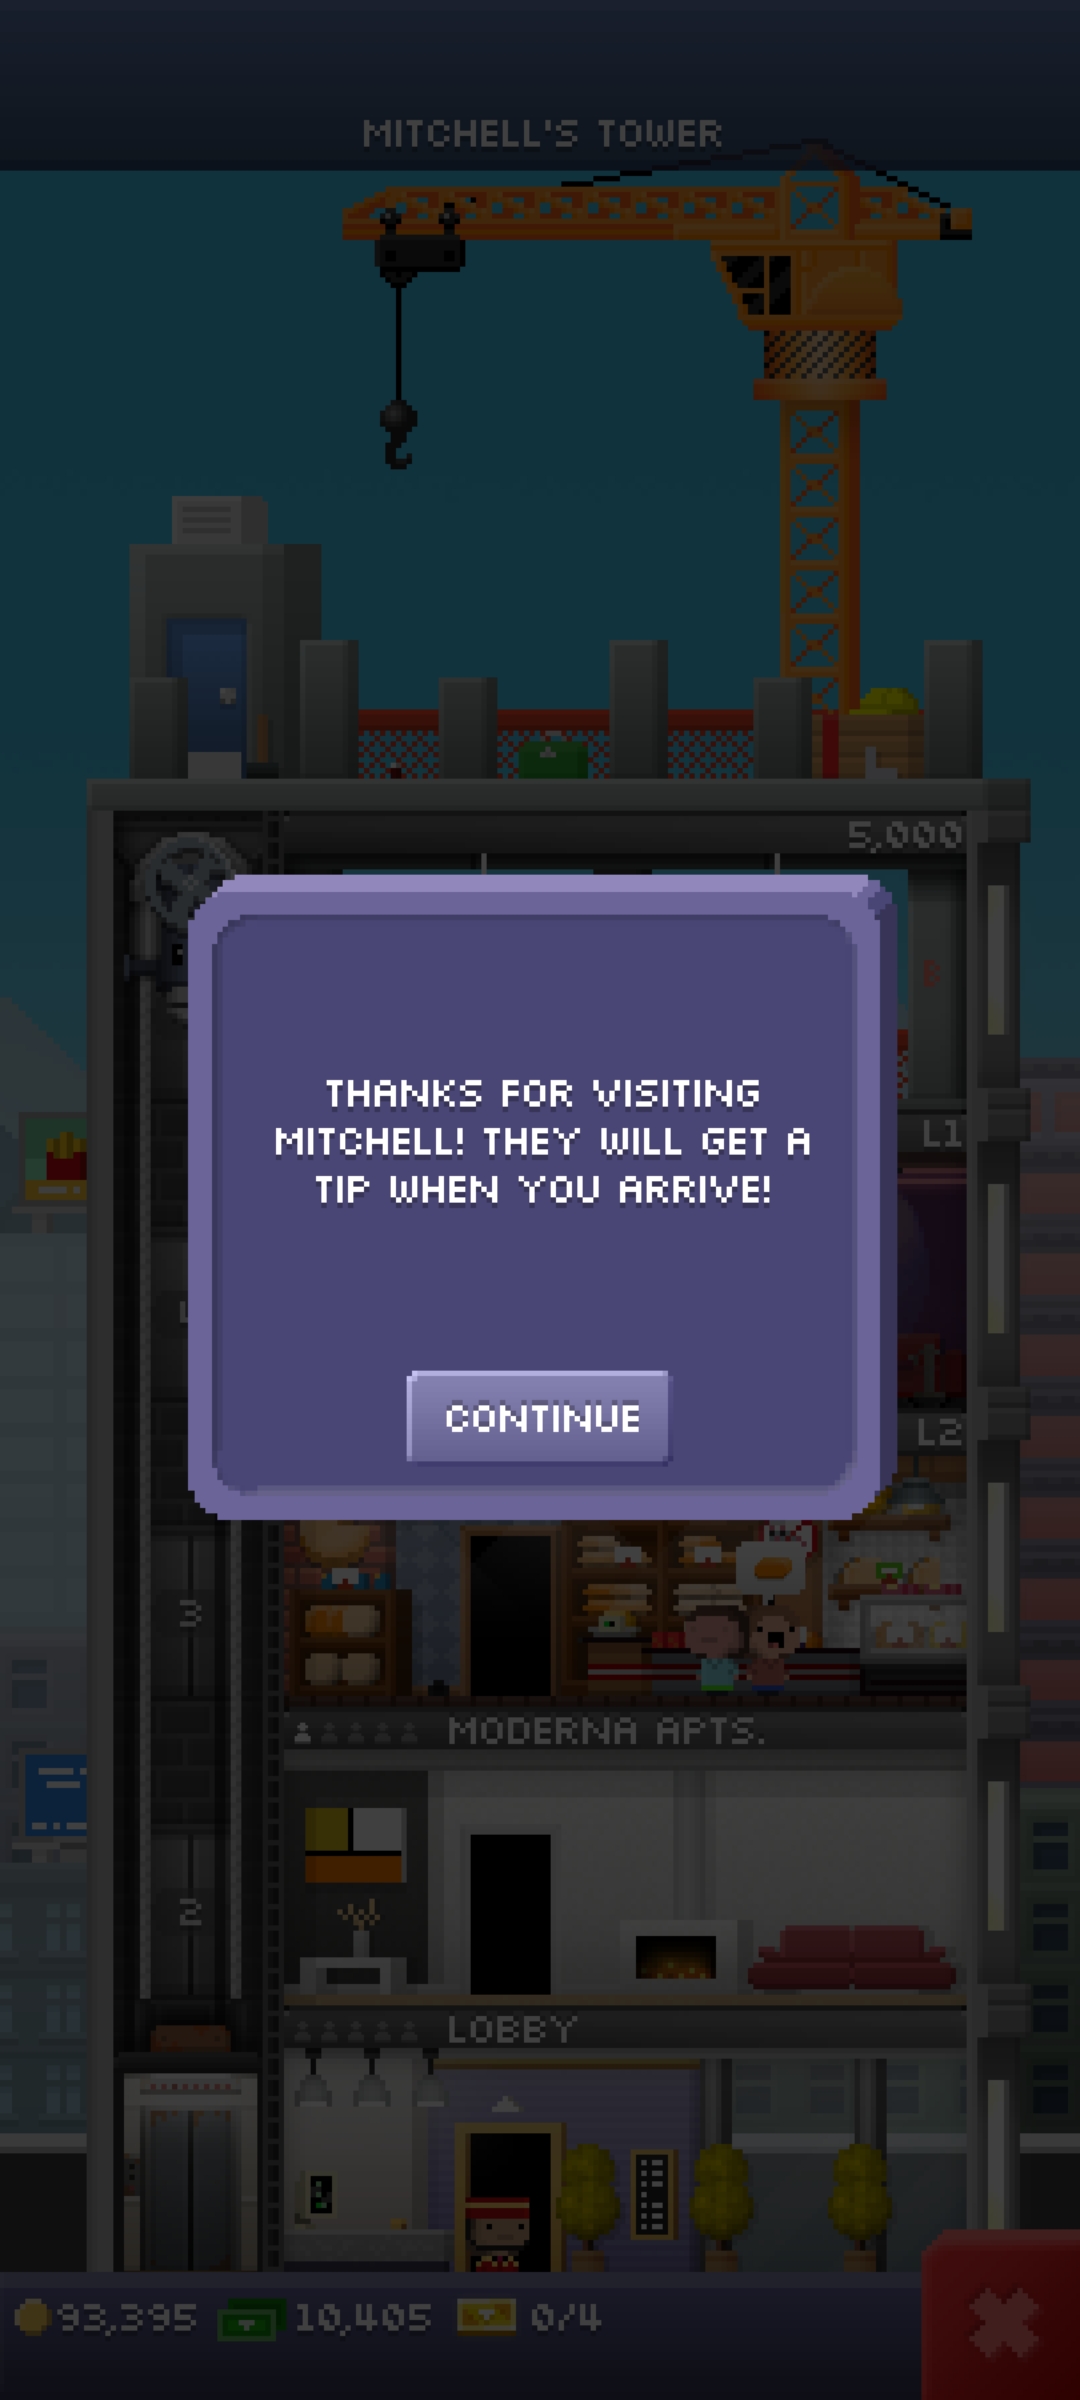 MITCHELL'S TOWER
5,000
L1
THANKS FOR VISITING
MITCHELL! THEY WILL GET A
TIP WHEN YOU ARRIVE!
CONTINUE
L2
3
MODERNA APTS.
2
LOBBY
93,395 10,405 0/4